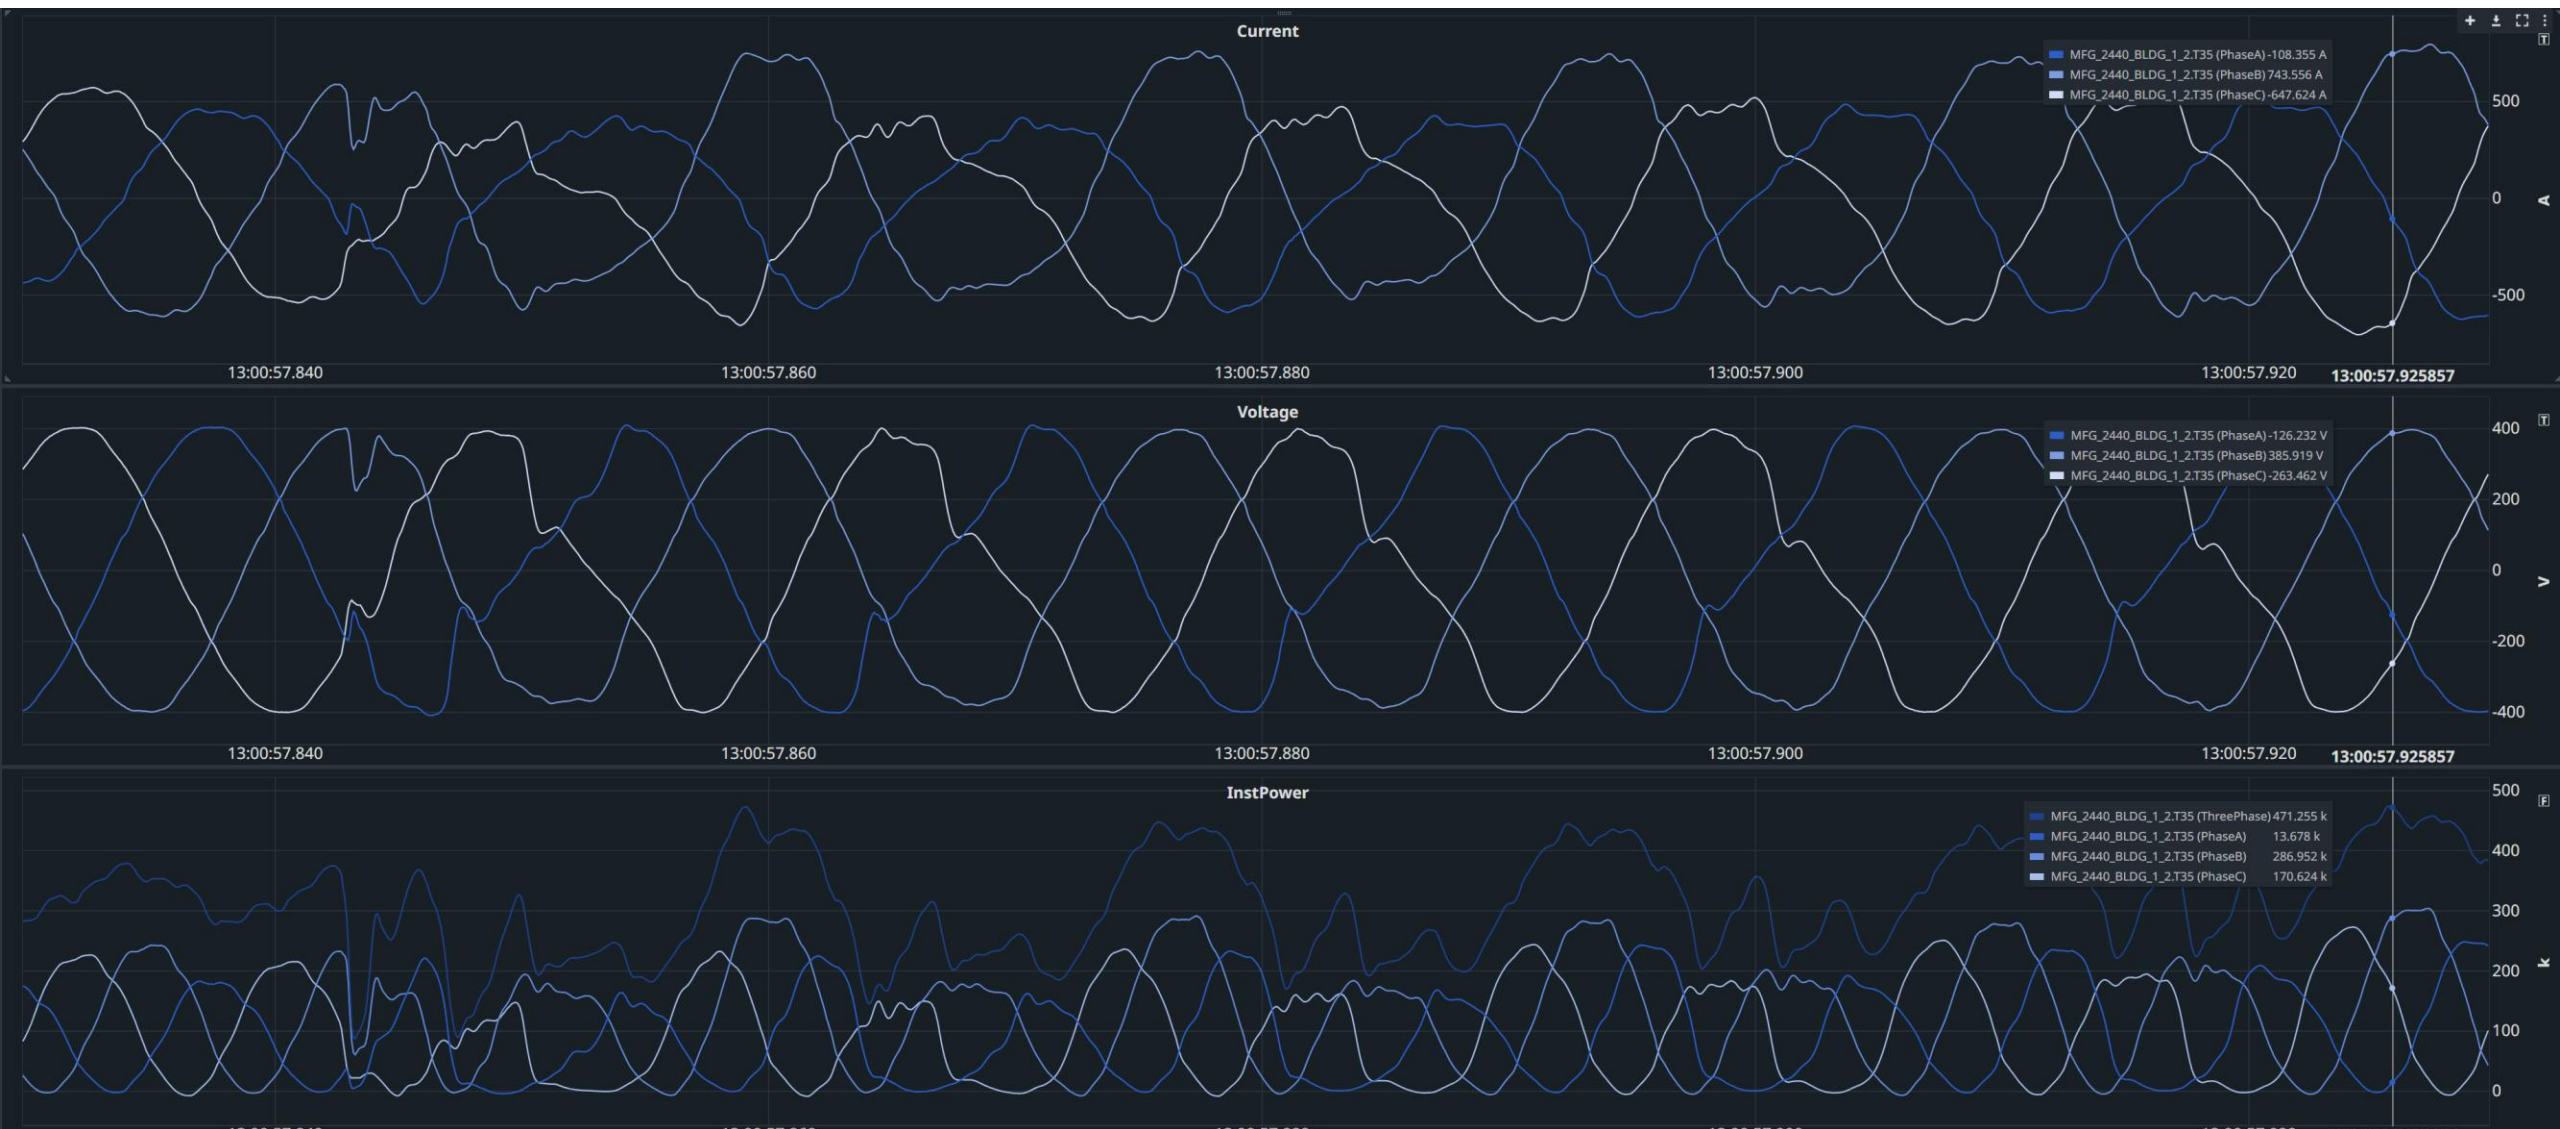 Current
T
MFG_2440_BLDG_1_2.T35 (PhaseA) -108.355 A
MFG_2440_BLDG_1_2.T35 (PhaseB) 743.556 A
MFG_2440_BLDG_1_2.T35 (PhaseC) -647.624 A
500
0
-500
A
13:00:57.840 13:00:57.860 13:00:57.880 13:00:57.900 13:00:57.920 13:00:57.925857
Voltage
T
MFG_2440_BLDG_1_2.T35 (PhaseA) -126.232 V
MFG_2440_BLDG_1_2.T35 (PhaseB) 385.919 V
MFG_2440_BLDG_1_2.T35 (PhaseC) -263.462 V
400
200
0
-200
-400
V
13:00:57.840 13:00:57.860 13:00:57.880 13:00:57.900 13:00:57.920 13:00:57.925857
InstPower
F
MFG_2440_BLDG_1_2.T35 (ThreePhase) 471.255 k
MFG_2440_BLDG_1_2.T35 (PhaseA) 13.678 k
MFG_2440_BLDG_1_2.T35 (PhaseB) 286.952 k
MFG_2440_BLDG_1_2.T35 (PhaseC) 170.624 k
500
400
300
200
100
0
k